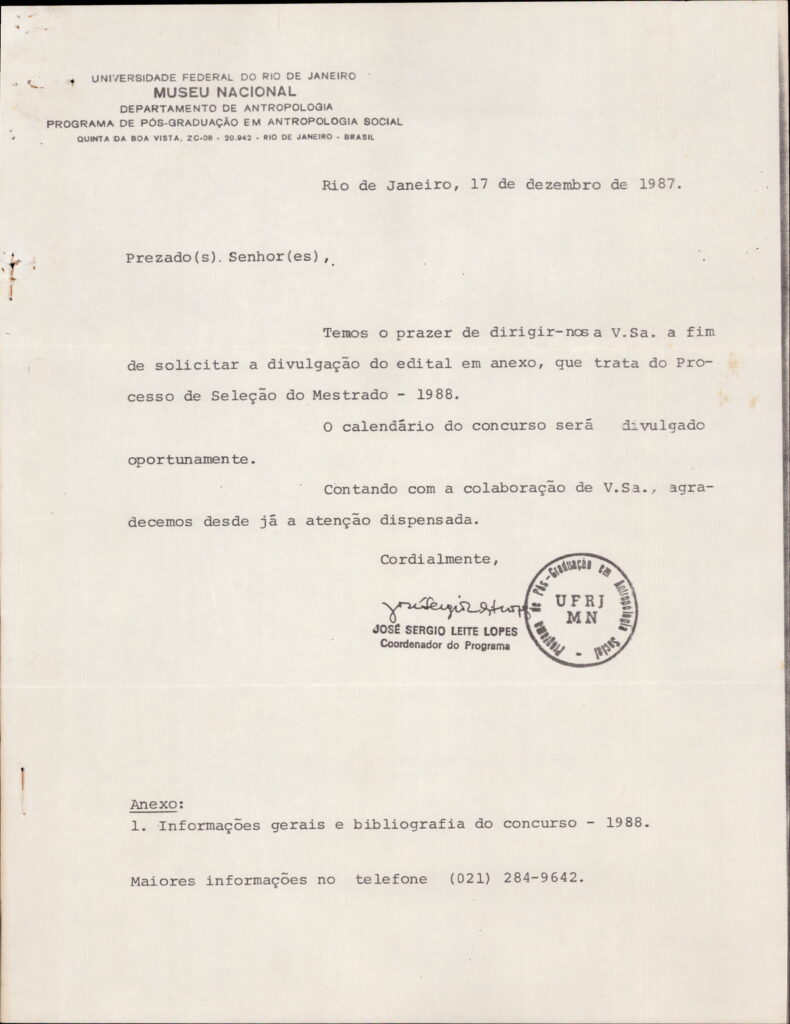 UNIVERSIDADE FEDERAL DO RIO DE JANEIRO
MUSEU NACIONAL
DEPARTAMENTO DE ANTROPOLOGIA
PROGRAMA DE PÓS-GRADUAÇÃO EM ANTROPOLOGIA SOCIAL
QUINTA DA BOA VISTA, ZC-08 - 20.942 - RIO DE JANEIRO - BRASIL
Rio de Janeiro, 17 de dezembro de 1987.
Prezado(s). Senhor(es),
Temos o prazer de dirigir-nos a V.Sa. a fim
de solicitar a divulgação do edital em anexo, que trata do Pro-
cesso de Seleção do Mestrado - 1988.
O calendário do concurso será divulgado
oportunamente.
Contando com a colaboração de V.Sa., agra-
decemos desde já a atenção dispensada.
Cordialmente,
JOSÉ SERGIO LEITE LOPES
Coordenador do Programa
Programa de Pós-Graduação em Antropologia Social -
UFRJ
MN
Anexo:
1. Informações gerais e bibliografia do concurso - 1988.
Maiores informações no telefone (021) 284-9642.